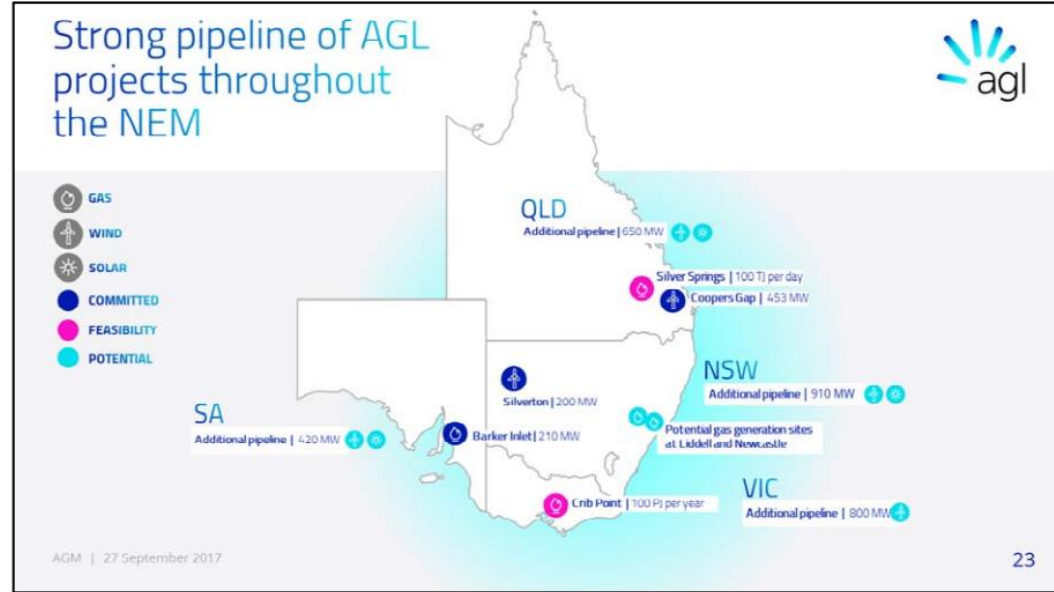 Strong pipeline of AGL
projects throughout
the NEM
agl
GAS
WIND
SOLAR
COMMITTED
FEASIBILITY
POTENTIAL
QLD
Additional pipeline | 650 MW
Silver Springs | 100 TJ per day
Coopers Gap | 453 MW
NSW
Additional pipeline | 910 MW
Silverton | 200 MW
SA
Additional pipeline | 420 MW
Barker Inlet | 210 MW
Potential gas generation sites
at Liddell and Newcastle
VIC
Additional pipeline | 800 MW
Crib Point | 100 PJ per year
AGM | 27 September 2017
23